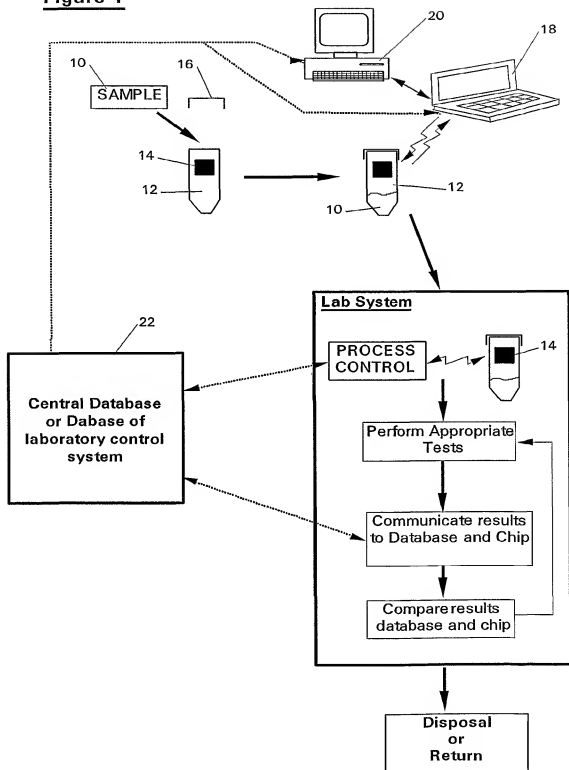 Figure 1
20
18
10
16
SAMPLE
14
12
12
10
Lab System
22
14
PROCESS
CONTROL
Central Database
or Dabase of
laboratory control
system
Perform Appropriate
Tests
Communicate results
to Database and Chip
Compare results
database and chip
Disposal
or
Return